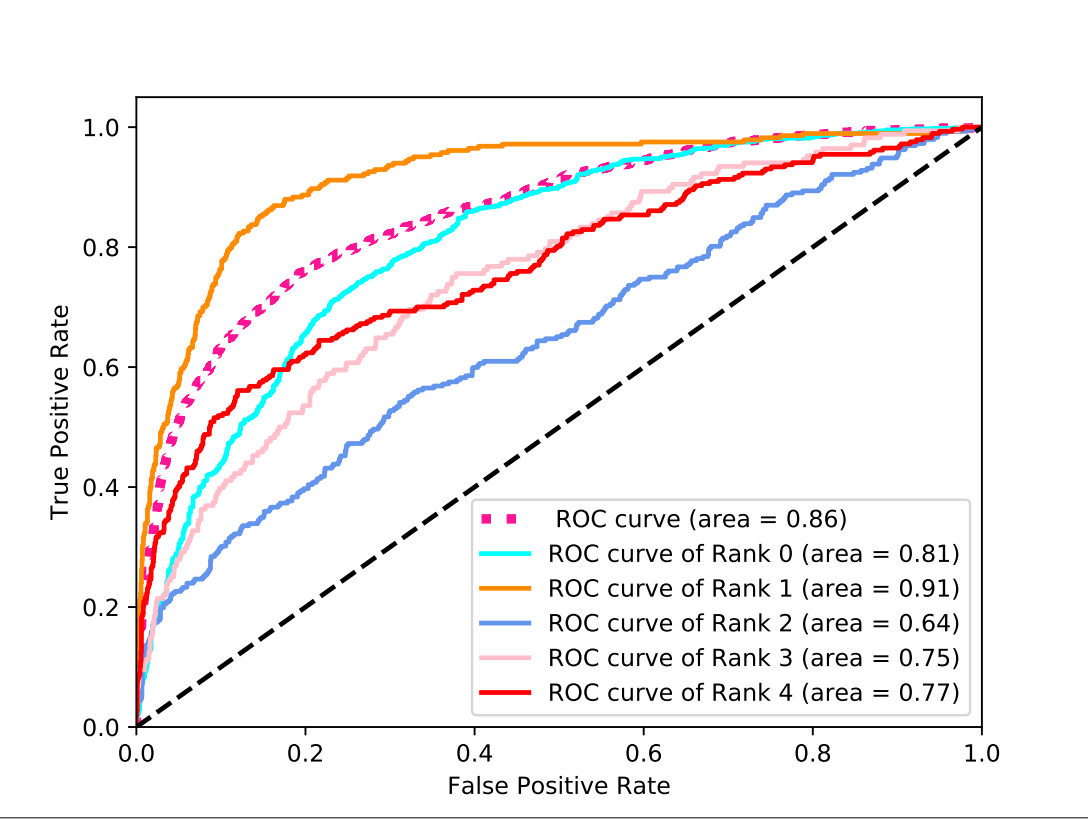 1.0
0.8
0.6
0.4
0.2
0.0
True Positive Rate
ROC curve (area = 0.86)
ROC curve of Rank 0 (area = 0.81)
ROC curve of Rank 1 (area = 0.91)
ROC curve of Rank 2 (area = 0.64)
ROC curve of Rank 3 (area = 0.75)
ROC curve of Rank 4 (area = 0.77)
0.0 0.2 0.4 0.6 0.8 1.0
False Positive Rate